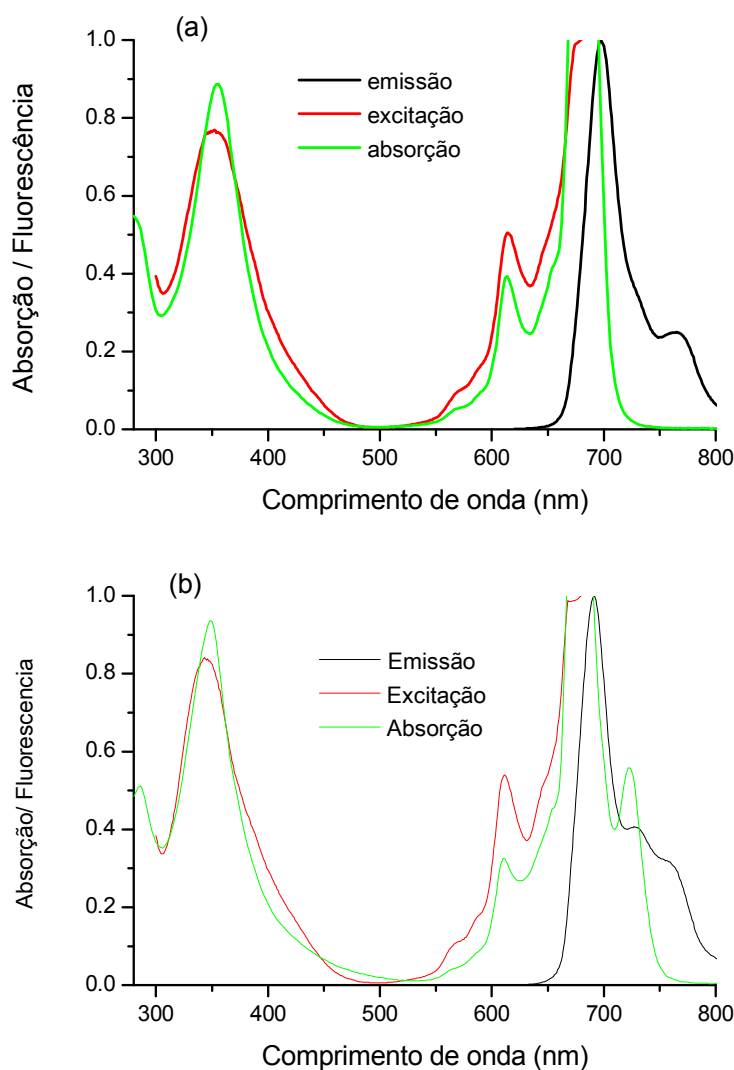 (a)
1.0
0.8
0.6
0.4
0.2
0.0
Absorção / Fluorescência
emissão
excitação
absorção
300 400 500 600 700 800
Comprimento de onda (nm)
(b)
1.0
0.8
0.6
0.4
0.2
0.0
Absorção/ Fluorescencia
Emissão
Excitação
Absorção
300 400 500 600 700 800
Comprimento de onda (nm)